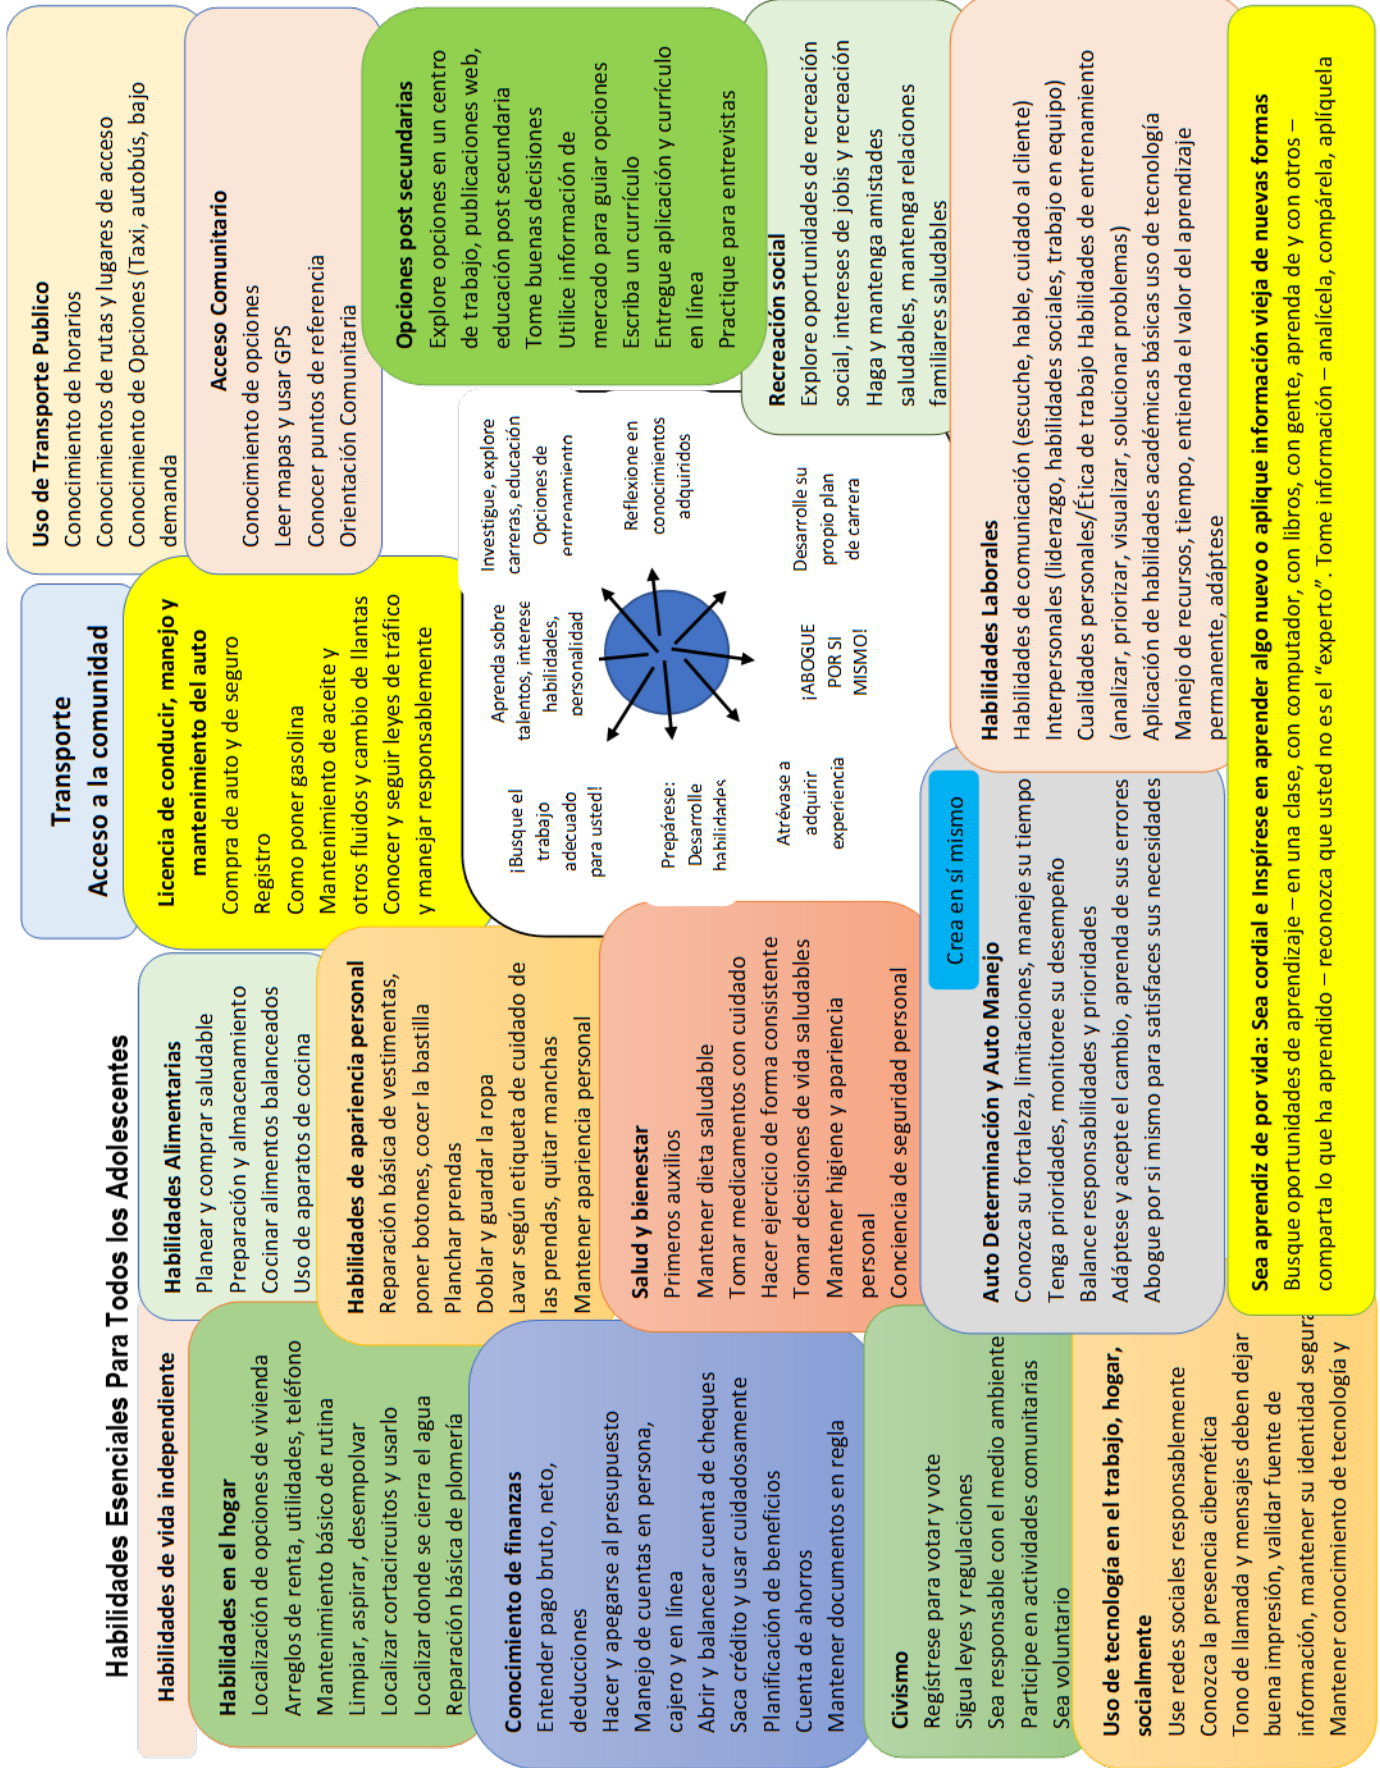 Habilidades Esenciales Para Todos los Adolescentes
Habilidades de vida independiente
Habilidades en el hogar
Localización de opciones de vivienda
Arreglos de renta, utilidades, teléfono
Mantenimiento básico de rutina
Limpiar, aspirar, desempolvar
Localizar cortacircuitos y usarlo
Localizar donde se cierra el agua
Reparación básica de plomería
Conocimiento de finanzas
Entender pago bruto, neto,
deducciones
Hacer y apegarse al presupuesto
Manejo de cuentas en persona,
cajero y en línea
Abrir y balancear cuenta de cheques
Saca crédito y usar cuidadosamente
Planificación de beneficios
Cuenta de ahorros
Mantener documentos en regla
Civismo
Regístrese para votar y vote
Sigua leyes y regulaciones
Sea responsable con el medio ambiente
Participe en actividades comunitarias
Sea voluntario
Uso de tecnología en el trabajo, hogar,
socialmente
Use redes sociales responsablemente
Conozca la presencia cibernética
Tono de llamada y mensajes deben dejar
buena impresión, validar fuente de
información, mantener su identidad segura
Mantener conocimiento de tecnología y
Habilidades Alimentarias
Planear y comprar saludable
Preparación y almacenamiento
Cocinar alimentos balanceados
Uso de aparatos de cocina
Habilidades de apariencia personal
Reparación básica de vestimentas,
poner botones, cocer la bastilla
Planchar prendas
Doblar y guardar la ropa
Lavar según etiqueta de cuidado de
las prendas, quitar manchas
Mantener apariencia personal
Salud y bienestar
Primeros auxilios
Mantener dieta saludable
Tomar medicamentos con cuidado
Hacer ejercicio de forma consistente
Tomar decisiones de vida saludables
Mantener higiene y apariencia
personal
Conciencia de seguridad personal
Crea en sí mismo
Auto Determinación y Auto Manejo
Conozca su fortaleza, limitaciones, maneje su tiempo
Tenga prioridades, monitoree su desempeño
Balance responsabilidades y prioridades
Adáptese y acepte el cambio, aprenda de sus errores
Abogue por si mismo para satisfaces sus necesidades
Transporte
Acceso a la comunidad
Licencia de conducir, manejo y
mantenimiento del auto
Compra de auto y de seguro
Registro
Como poner gasolina
Mantenimiento de aceite y
otros fluidos y cambio de llantas
Conocer y seguir leyes de tráfico
y manejar responsablemente
Uso de Transporte Publico
Conocimiento de horarios
Conocimientos de rutas y lugares de acceso
Conocimiento de Opciones (Taxi, autobús, bajo
demanda
Acceso Comunitario
Conocimiento de opciones
Leer mapas y usar GPS
Conocer puntos de referencia
Orientación Comunitaria
¡Busque el
trabajo
adecuado
para usted!
Aprenda sobre
talentos, interese
habilidades,
personalidad
Investigue, explore
carreras, educación
Opciones de
entrenamiento
Prepárese:
Desarrolle
habilidades
Reflexione en
conocimientos
adquiridos
Atrévase a
adquirir
experiencia
¡ABOGUE
POR SI
MISMO!
Desarrolle su
propio plan
de carrera
Opciones post secundarias
Explore opciones en un centro
de trabajo, publicaciones web,
educación post secundaria
Tome buenas decisiones
Utilice información de
mercado para guiar opciones
Escriba un currículo
Entregue aplicación y currículo
en línea
Practique para entrevistas
Recreación social
Explore oportunidades de recreación
social, intereses de jobis y recreación
Haga y mantenga amistades
saludables, mantenga relaciones
familiares saludables
Habilidades Laborales
Habilidades de comunicación (escuche, hable, cuidado al cliente)
Interpersonales (liderazgo, habilidades sociales, trabajo en equipo)
Cualidades personales/Ética de trabajo Habilidades de entrenamiento
(analizar, priorizar, visualizar, solucionar problemas)
Aplicación de habilidades académicas básicas uso de tecnología
Manejo de recursos, tiempo, entienda el valor del aprendizaje
permanente, adáptese
Sea aprendiz de por vida: Sea cordial e Inspírese en aprender algo nuevo o aplique información vieja de nuevas formas
Busque oportunidades de aprendizaje – en una clase, con computador, con libros, con gente, aprenda de y con otros –
comparta lo que ha aprendido – reconozca que usted no es el “experto”. Tome información – analícela, compárela, aplíquela